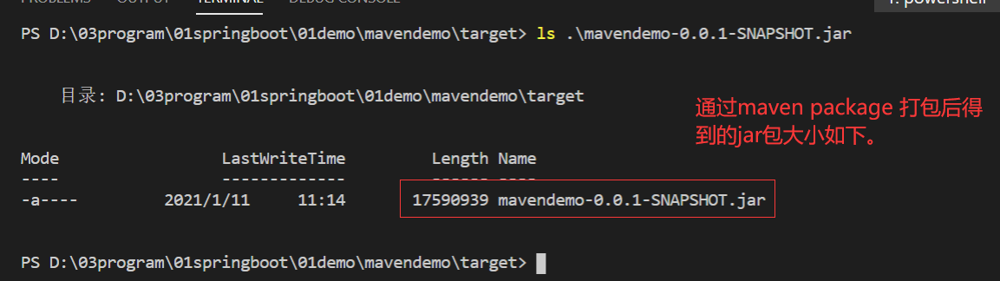 PROBLEMS OUTPUT TERMINAL DEBUG CONSOLE 1: powershell
PS D:\03program\01springboot\01demo\mavendemo\target> ls .\mavendemo-0.0.1-SNAPSHOT.jar
目录: D:\03program\01springboot\01demo\mavendemo\target
通过maven package 打包后得
到的jar包大小如下。
Mode LastWriteTime Length Name
---- ------------- ------ ----
-a---- 2021/1/11 11:14 17590939 mavendemo-0.0.1-SNAPSHOT.jar
PS D:\03program\01springboot\01demo\mavendemo\target>